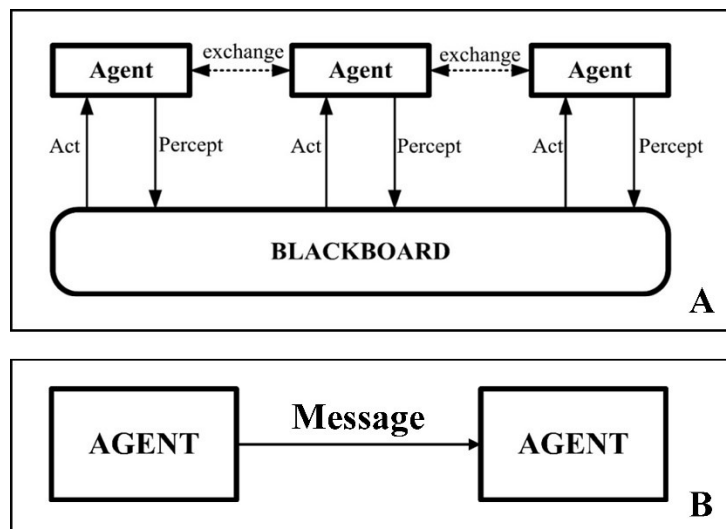 exchange exchange
Agent Agent Agent
Act Percept Act Percept Act Percept
BLACKBOARD
A
Message
AGENT AGENT
B